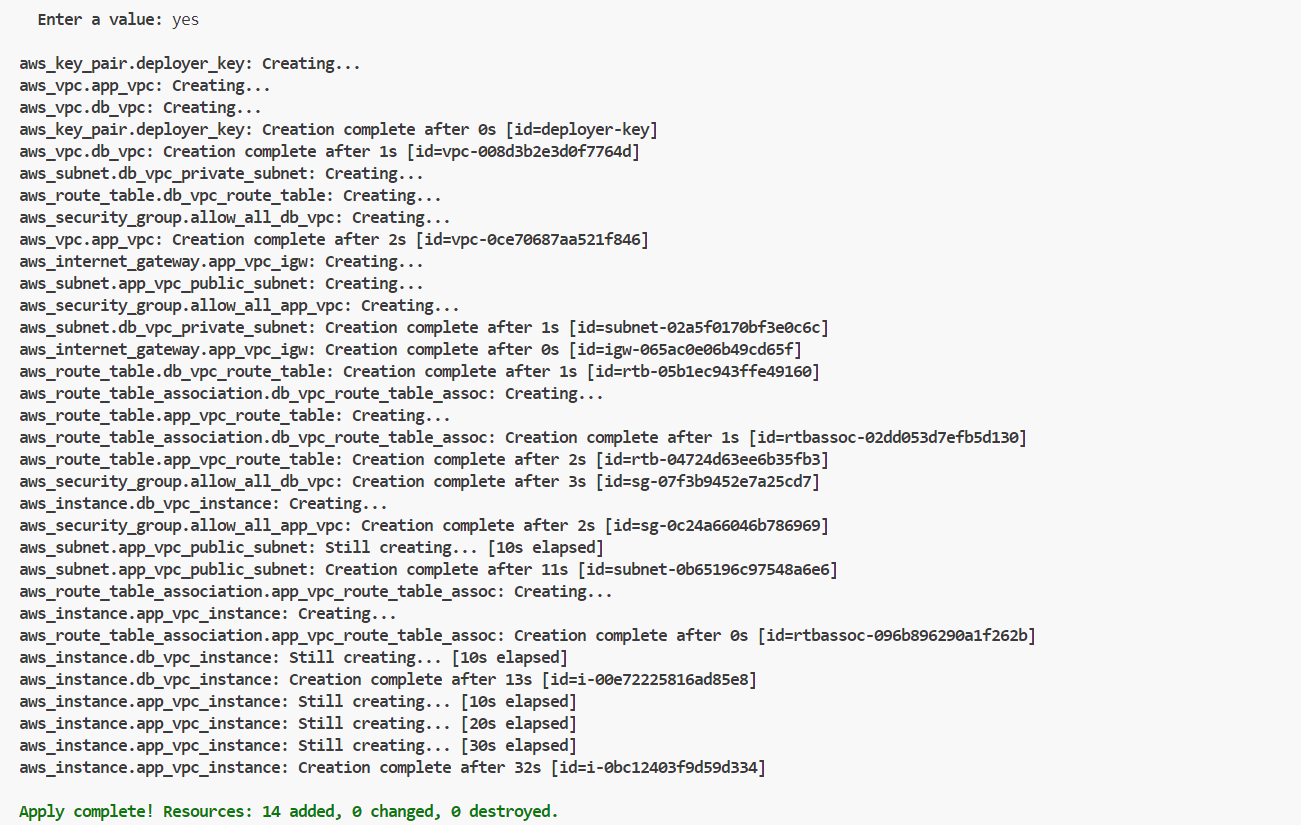 Enter a value: yes
aws_key_pair.deployer_key: Creating...
aws_vpc.app_vpc: Creating...
aws_vpc.db_vpc: Creating...
aws_key_pair.deployer_key: Creation complete after 0s [id=deployer-key]
aws_vpc.db_vpc: Creation complete after 1s [id=vpc-008d3b2e3d0f7764d]
aws_subnet.db_vpc_private_subnet: Creating...
aws_route_table.db_vpc_route_table: Creating...
aws_security_group.allow_all_db_vpc: Creating...
aws_vpc.app_vpc: Creation complete after 2s [id=vpc-0ce70687aa521f846]
aws_internet_gateway.app_vpc_igw: Creating...
aws_subnet.app_vpc_public_subnet: Creating...
aws_security_group.allow_all_app_vpc: Creating...
aws_subnet.db_vpc_private_subnet: Creation complete after 1s [id=subnet-02a5f0170bf3e0c6c]
aws_internet_gateway.app_vpc_igw: Creation complete after 0s [id=igw-065ac0e06b49cd65f]
aws_route_table.db_vpc_route_table: Creation complete after 1s [id=rtb-05b1ec943ffe49160]
aws_route_table_association.db_vpc_route_table_assoc: Creating...
aws_route_table.app_vpc_route_table: Creating...
aws_route_table_association.db_vpc_route_table_assoc: Creation complete after 1s [id=rtbassoc-02dd053d7efb5d130]
aws_route_table.app_vpc_route_table: Creation complete after 2s [id=rtb-04724d63ee6b35fb3]
aws_security_group.allow_all_db_vpc: Creation complete after 3s [id=sg-07f3b9452e7a25cd7]
aws_instance.db_vpc_instance: Creating...
aws_security_group.allow_all_app_vpc: Creation complete after 2s [id=sg-0c24a66046b786969]
aws_subnet.app_vpc_public_subnet: Still creating... [10s elapsed]
aws_subnet.app_vpc_public_subnet: Creation complete after 11s [id=subnet-0b65196c97548a6e6]
aws_route_table_association.app_vpc_route_table_assoc: Creating...
aws_instance.app_vpc_instance: Creating...
aws_route_table_association.app_vpc_route_table_assoc: Creation complete after 0s [id=rtbassoc-096b896290a1f262b]
aws_instance.db_vpc_instance: Still creating... [10s elapsed]
aws_instance.db_vpc_instance: Creation complete after 13s [id=i-00e72225816ad85e8]
aws_instance.app_vpc_instance: Still creating... [10s elapsed]
aws_instance.app_vpc_instance: Still creating... [20s elapsed]
aws_instance.app_vpc_instance: Still creating... [30s elapsed]
aws_instance.app_vpc_instance: Creation complete after 32s [id=i-0bc12403f9d59d334]
Apply complete! Resources: 14 added, 0 changed, 0 destroyed.